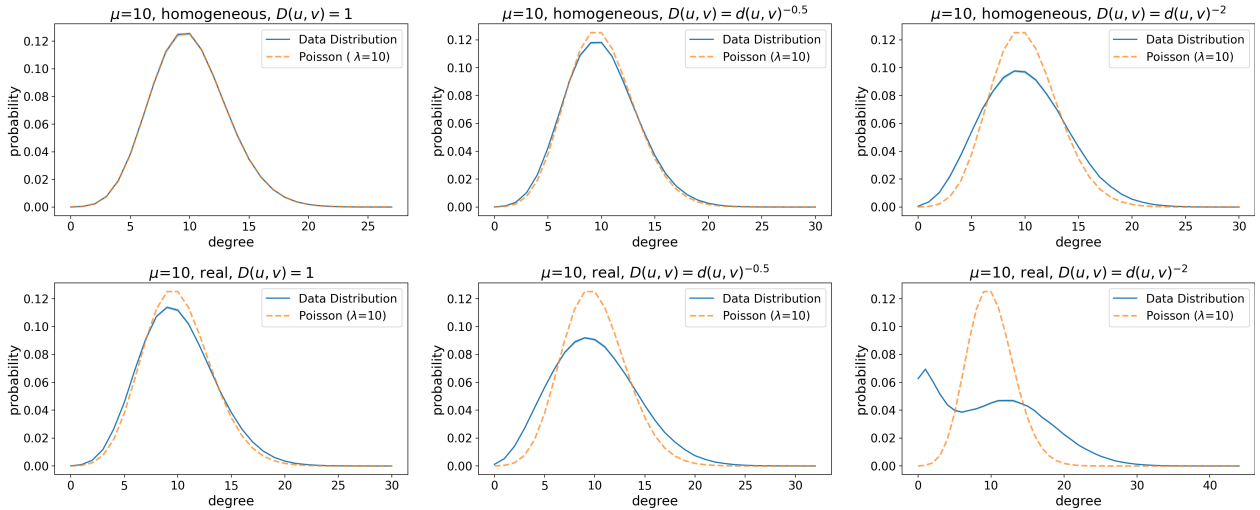 μ=10, homogeneous, D(u, v) = 1
0.12
0.10
0.08
0.06
0.04
0.02
0.00
probability
Data Distribution
Poisson ( λ=10)
0 5 10 15 20 25
degree
μ=10, homogeneous, D(u, v) = d(u, v)^−0.5
0.12
0.10
0.08
0.06
0.04
0.02
0.00
probability
Data Distribution
Poisson (λ=10)
0 5 10 15 20 25 30
degree
μ=10, homogeneous, D(u, v) = d(u, v)^−2
0.12
0.10
0.08
0.06
0.04
0.02
0.00
probability
Data Distribution
Poisson (λ=10)
0 5 10 15 20 25 30
degree
μ=10, real, D(u, v) = 1
0.12
0.10
0.08
0.06
0.04
0.02
0.00
probability
Data Distribution
Poisson (λ=10)
0 5 10 15 20 25 30
degree
μ=10, real, D(u, v) = d(u, v)^−0.5
0.12
0.10
0.08
0.06
0.04
0.02
0.00
probability
Data Distribution
Poisson (λ=10)
0 5 10 15 20 25 30
degree
μ=10, real, D(u, v) = d(u, v)^−2
0.12
0.10
0.08
0.06
0.04
0.02
0.00
probability
Data Distribution
Poisson (λ=10)
0 10 20 30 40
degree